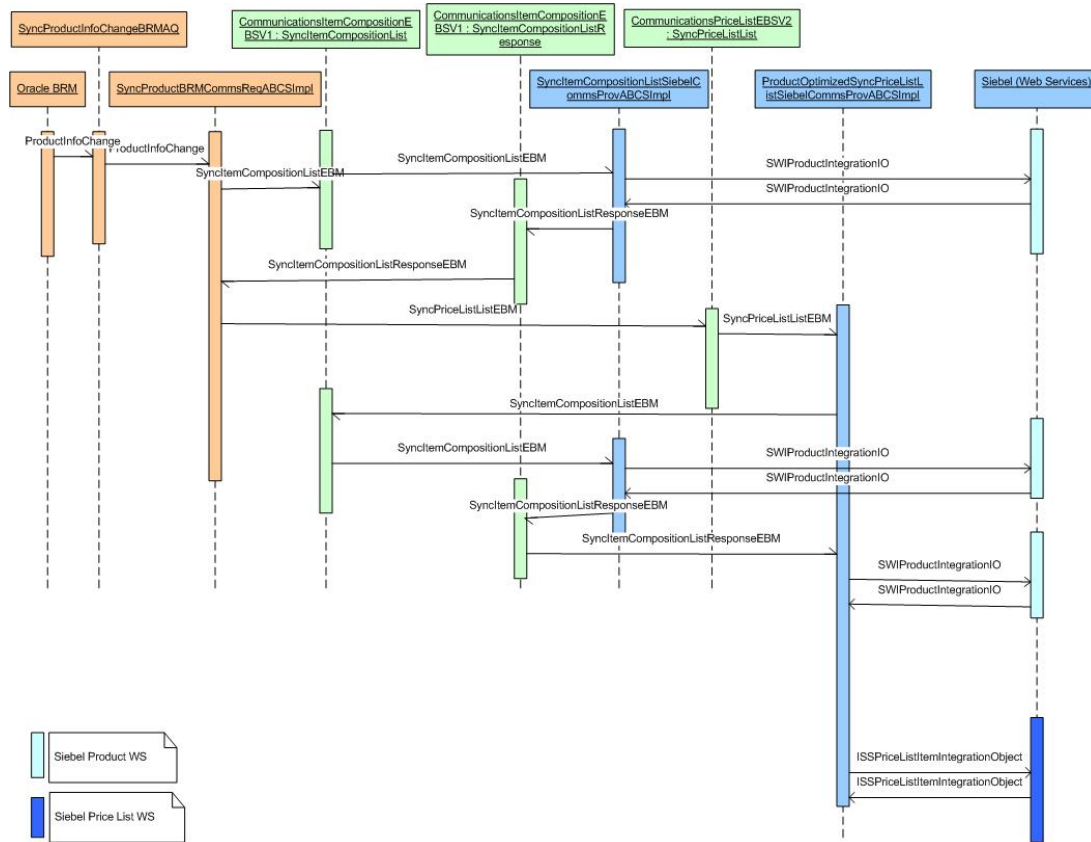 SyncProductInfoChangeBRMAQ
CommunicationsItemCompositionE
BSV1 : SyncItemCompositionList
CommunicationsItemCompositionE
BSV1 : SyncItemCompositionListR
esponse
CommunicationsPriceListEBSV2
: SyncPriceListList
Oracle BRM
SyncProductBRMCommsReqABCSImpl
SyncItemCompositionListSiebelC
ommsProvABCSImpl
ProductOptimizedSyncPriceListL
istSiebelCommsProvABCSImpl
Siebel (Web Services)
ProductInfoChange
ProductInfoChange
SyncItemCompositionListEBM
SyncItemCompositionListEBM
SWIProductIntegrationIO
SWIProductIntegrationIO
SyncItemCompositionListResponseEBM
SyncItemCompositionListResponseEBM
SyncPriceListListEBM
SyncPriceListListEBM
SyncItemCompositionListEBM
SyncItemCompositionListEBM
SWIProductIntegrationIO
SWIProductIntegrationIO
SyncItemCompositionListResponseEBM
SyncItemCompositionListResponseEBM
SWIProductIntegrationIO
SWIProductIntegrationIO
Siebel Product WS
ISSPriceListItemIntegrationObject
ISSPriceListItemIntegrationObject
Siebel Price List WS